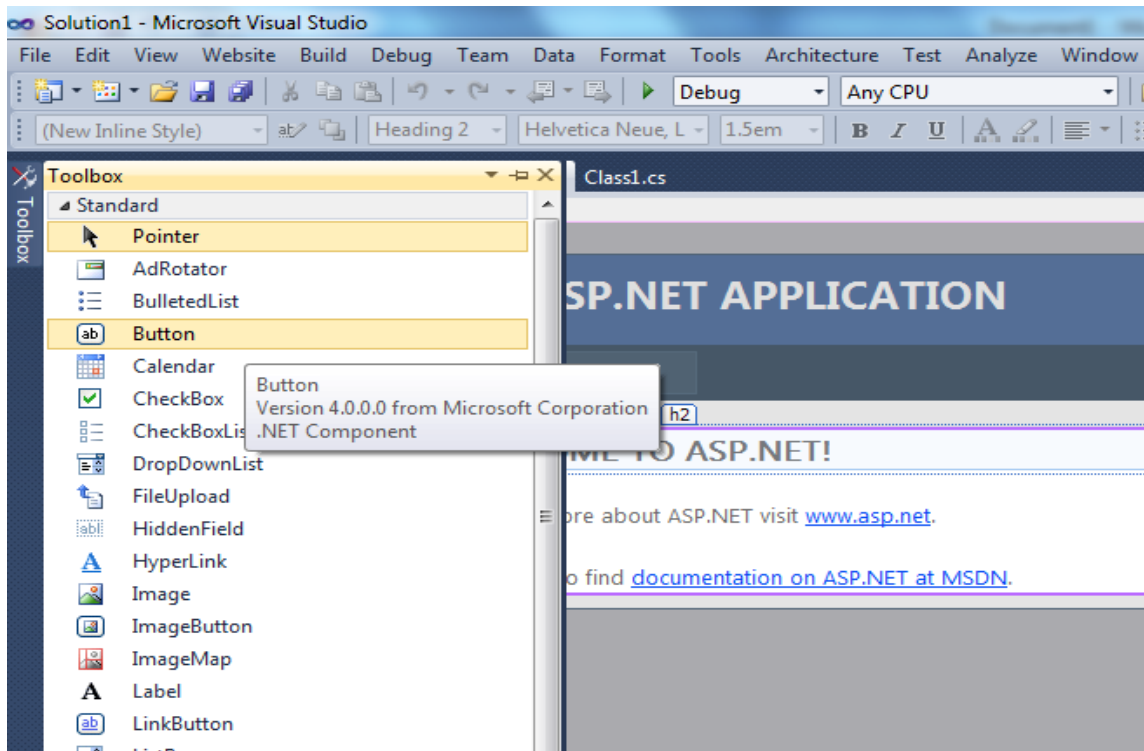 Solution1 - Microsoft Visual Studio
File Edit View Website Build Debug Team Data Format Tools Architecture Test Analyze Window
Debug Any CPU
(New Inline Style) Heading 2 Helvetica Neue, L 1.5em B I U A
Toolbox
Toolbox
Class1.cs
Standard
Pointer
AdRotator
BulletedList
Button
Calendar
CheckBox
DropDownList
FileUpload
HiddenField
HyperLink
Image
ImageButton
ImageMap
A Label
LinkButton
Button
Version 4.0.0.0 from Microsoft Corporation
.NET Component
SP.NET APPLICATION
h2
TO ASP.NET!
ore about ASP.NET visit www.asp.net.
o find documentation on ASP.NET at MSDN.